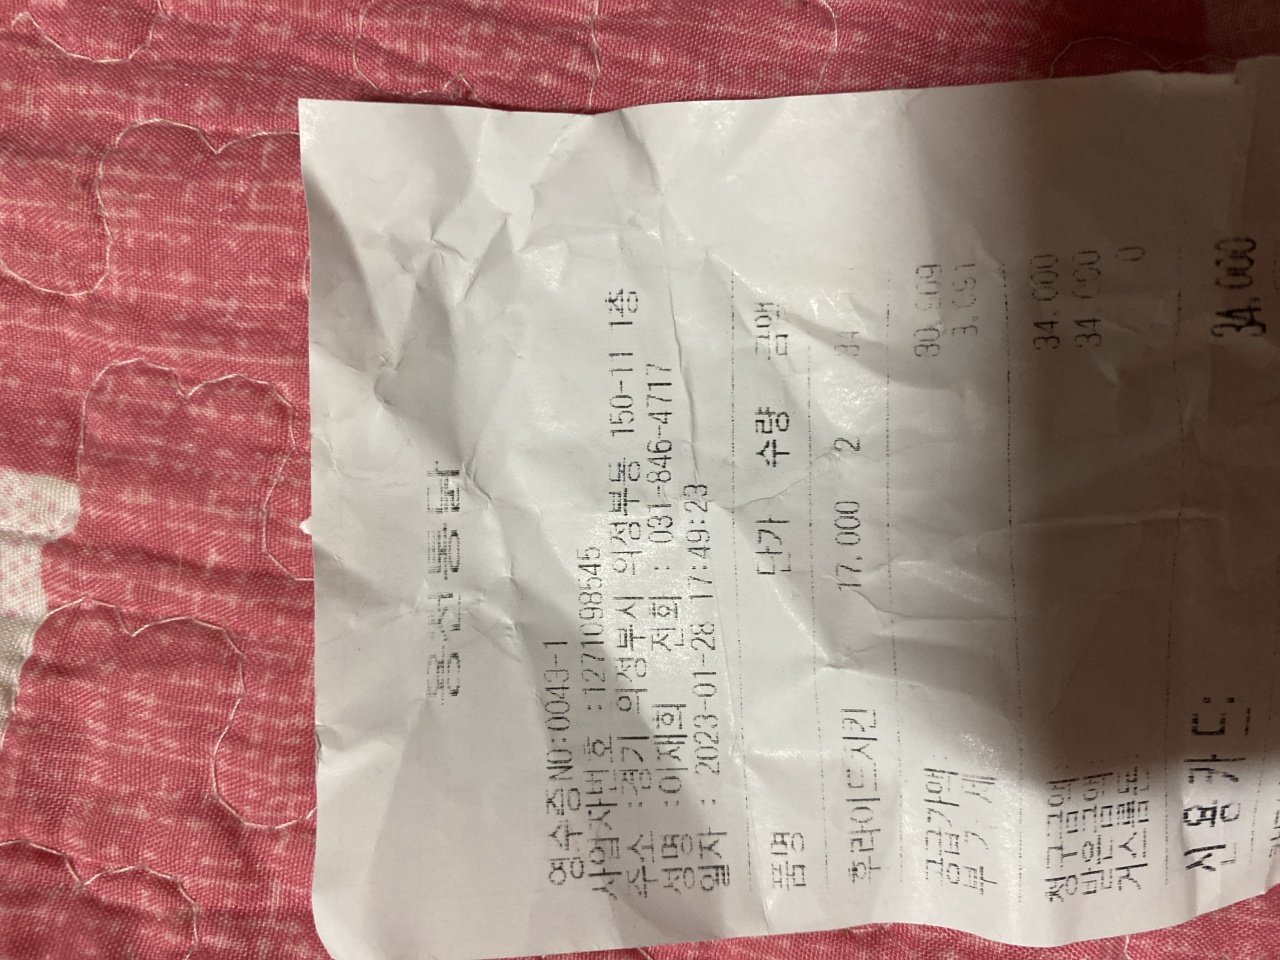 영수증NO:0043-1
사업자번호 :1271098545
주소 :경기 의정부시 의정부동 150-11 1층
성명 :이재희 전화 : 031-846-4717
일자 : 2023-01-28 17:49:23
품명 단가 수량 금액
후라이드치킨 17,000 2
공급가액: 30,909
부 가 세 3,091
청구금액: 34,000
받은금액: 34,000
거스름돈: 0
신용카드: 34,000